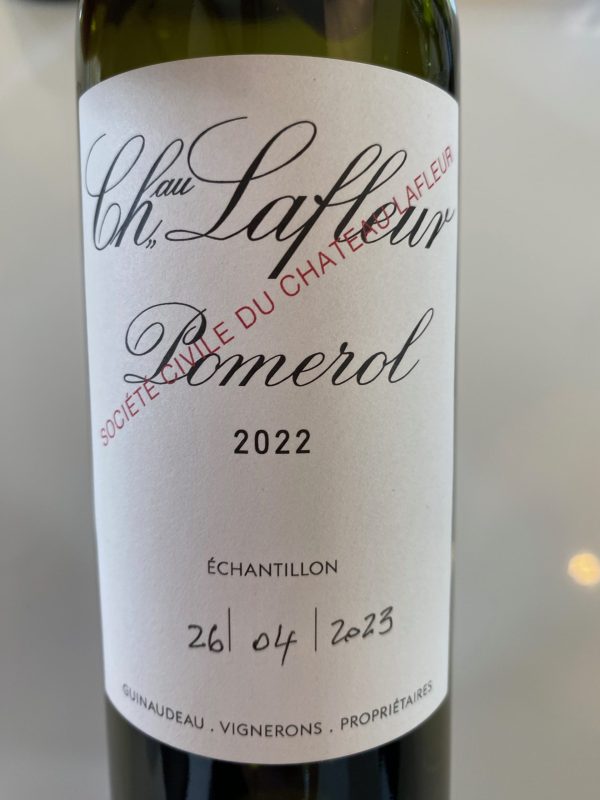 Ch,,au Lafleur
SOCIÉTÉ CIVILE DU CHATEAU LAFLEUR
Pomerol
2022
ÉCHANTILLON
26 | 04 | 2023
GUINAUDEAU . VIGNERONS . PROPRIÉTAIRES